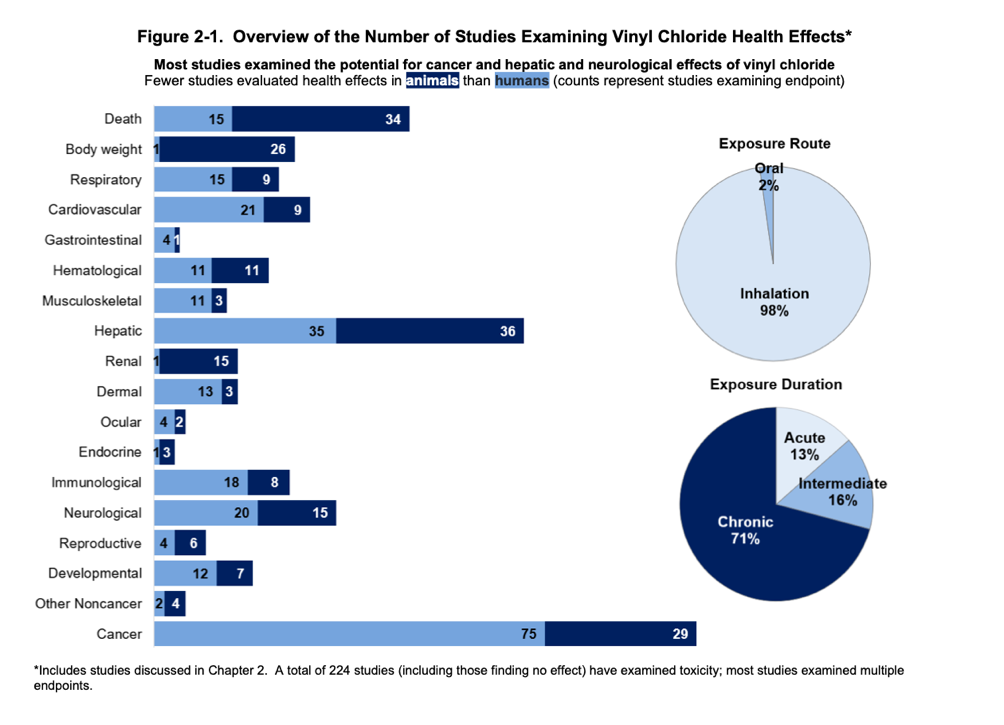 Figure 2-1.  Overview of the Number of Studies Examining Vinyl Chloride Health Effects*
Most studies examined the potential for cancer and hepatic and neurological effects of vinyl chloride
Fewer studies evaluated health effects in animals than humans (counts represent studies examining endpoint)
Death 15 34
Body weight 1 26
Respiratory 15 9
Cardiovascular 21 9
Gastrointestinal 4 1
Hematological 11 11
Musculoskeletal 11 3
Hepatic 35 36
Renal 1 15
Dermal 13 3
Ocular 4 2
Endocrine 1 3
Immunological 18 8
Neurological 20 15
Reproductive 4 6
Developmental 12 7
Other Noncancer 2 4
Cancer 75 29
Exposure Route
Oral
2%
Inhalation
98%
Exposure Duration
Acute
13%
Intermediate
16%
Chronic
71%
*Includes studies discussed in Chapter 2.  A total of 224 studies (including those finding no effect) have examined toxicity; most studies examined multiple
endpoints.